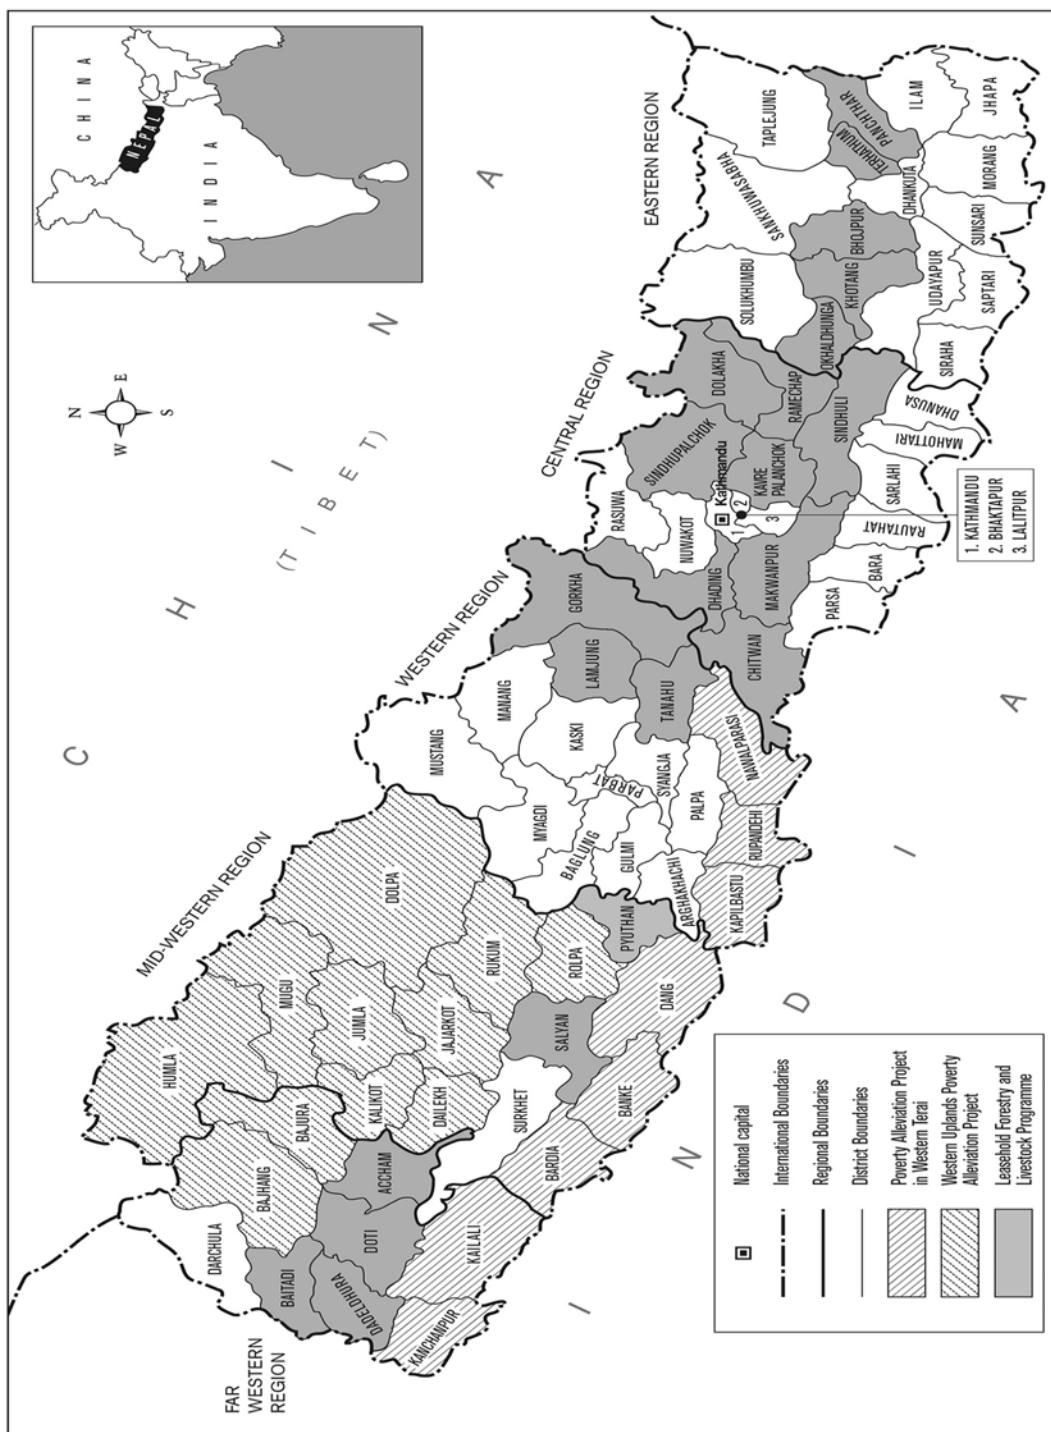 CHINA
NEPAL
INDIA
N
W
E
S
CHINA
(TIBET)
INDIA
FAR
WESTERN
REGION
MID-WESTERN REGION
WESTERN REGION
CENTRAL REGION
EASTERN REGION
DARCHULA
BAITADI
DADELDHURA
KANCHANPUR
BAJHANG
BAJURA
DOTI
ACCHAM
KAILALI
HUMLA
MUGU
DOLPA
JUMLA
KALIKOT
JAJARKOT
DAILEKH
RUKUM
ROLPA
SALYAN
SURKHET
BARDIA
BANKE
DANG
PYUTHAN
MUSTANG
MANANG
MYAGDI
KASKI
PARBAT
BAGLUNG
GULMI
SYANGJA
ARGHAKHACHI
PALPA
KAPILBASTU
RUPANDEHI
NAWALPARASI
GORKHA
LAMJUNG
TANAHU
RASUWA
NUWAKOT
DHADING
SINDHUPALCHOK
Kathmandu
1
2
3
KAVRE
PALANCHOK
DOLAKHA
RAMECHAP
SINDHULI
MAKWANPUR
CHITWAN
PARSA
BARA
RAUTAHAT
SARLAHI
MAHOTTARI
DHANUSA
1. KATHMANDU
2. BHAKTAPUR
3. LALITPUR
SOLUKHUMBU
SANKHUWASABHA
TAPLEJUNG
OKHALDHUNGA
KHOTANG
BHOJPUR
TERHATHUM
PANCHTHAR
DHANKUTA
ILAM
JHAPA
MORANG
SUNSARI
UDAYAPUR
SAPTARI
SIRAHA
National capital
International Boundaries
Regional Boundaries
District Boundaries
Poverty Alleviation Project
in Western Terai
Western Uplands Poverty
Alleviation Project
Leasehold Forestry and
Livestock Programme